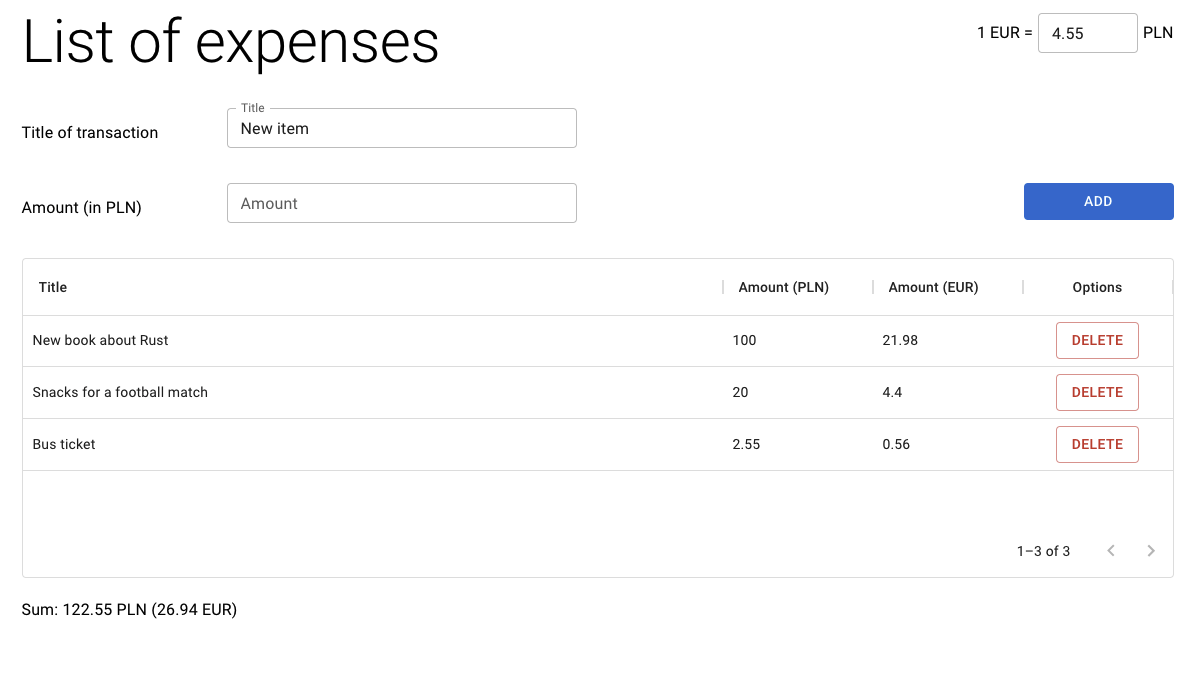 List of expenses
1 EUR = 4.55 PLN
Title
Title of transaction New item
Amount (in PLN) Amount ADD
Title Amount (PLN) Amount (EUR) Options
New book about Rust 100 21.98 DELETE
Snacks for a football match 20 4.4 DELETE
Bus ticket 2.55 0.56 DELETE
1–3 of 3
Sum: 122.55 PLN (26.94 EUR)